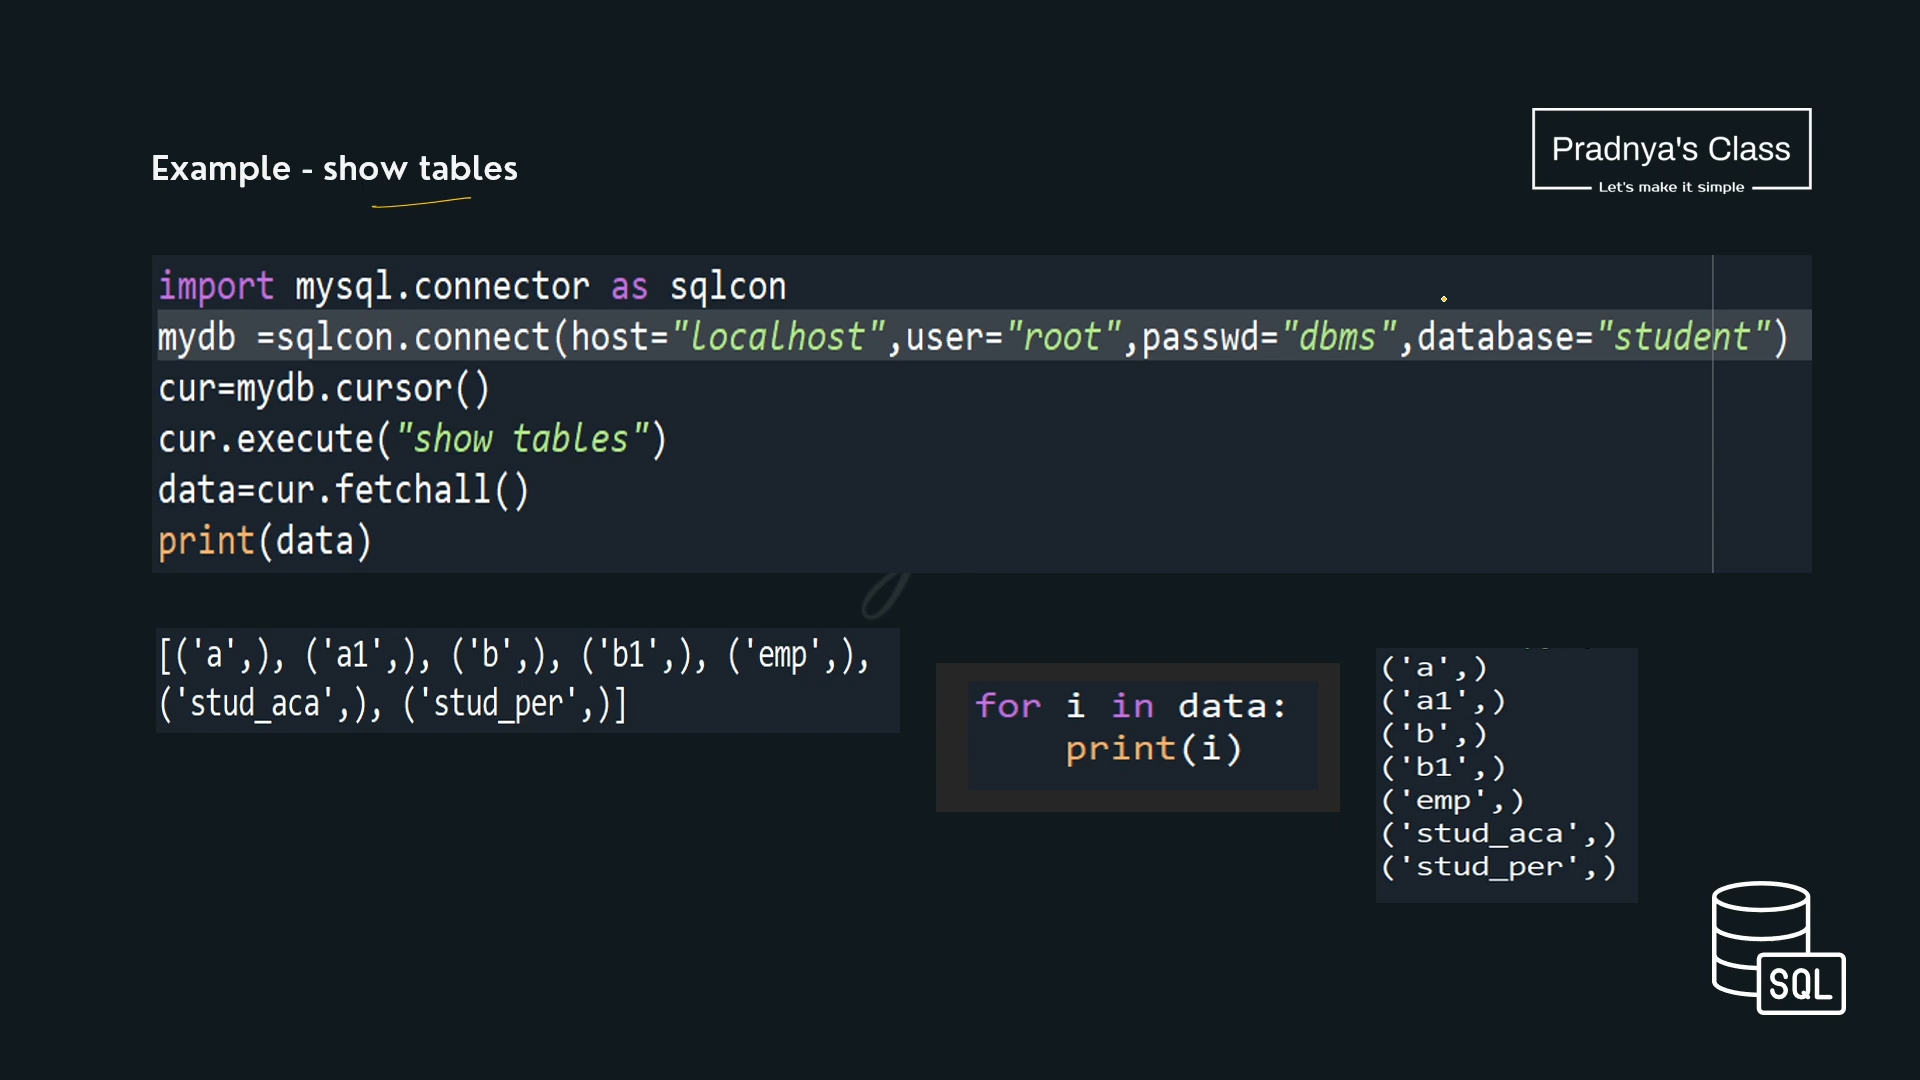 Pradnya's Class
Let's make it simple
Example - show tables
import mysql.connector as sqlcon
mydb =sqlcon.connect(host="localhost",user="root",passwd="dbms",database="student")
cur=mydb.cursor()
cur.execute("show tables")
data=cur.fetchall()
print(data)
[('a',), ('a1',), ('b',), ('b1',), ('emp',),
('stud_aca',), ('stud_per',)]
for i in data:
    print(i)
('a',)
('a1',)
('b',)
('b1',)
('emp',)
('stud_aca',)
('stud_per',)
SQL